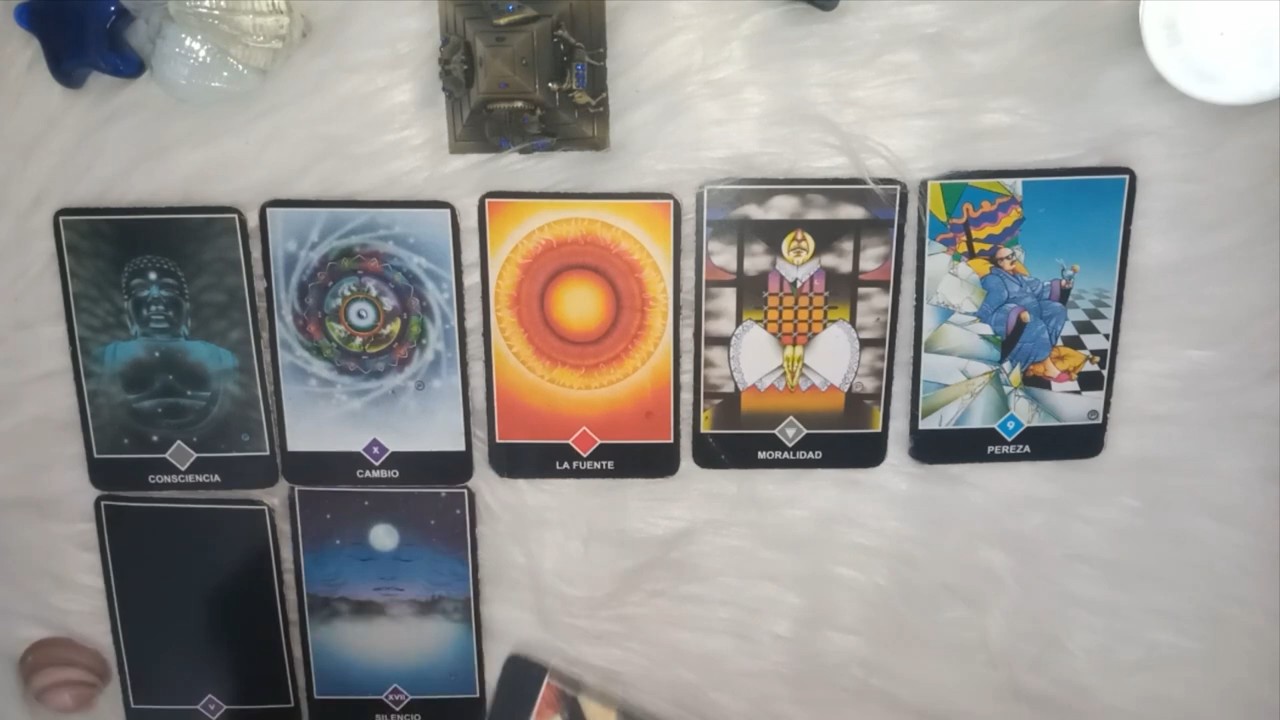 CONSCIENCIA
X
CAMBIO
LA FUENTE
MORALIDAD
9
PEREZA
V
XVII
SILENCIO